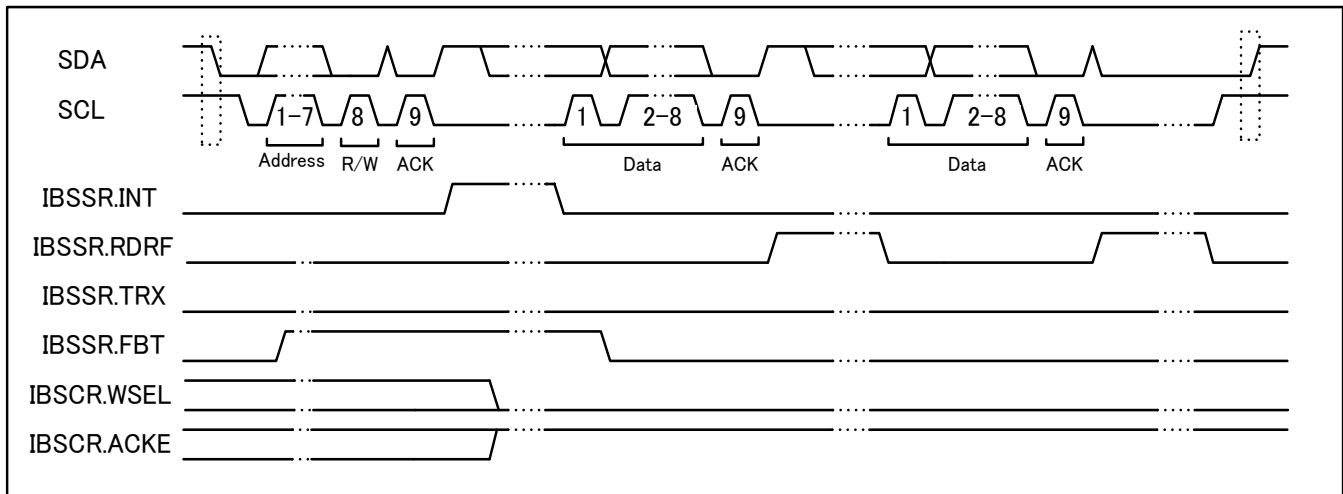 SDA
SCL
1-7 8 9 1 2-8 9 1 2-8 9
Address R/W ACK Data ACK Data ACK
IBSSR.INT
IBSSR.RDRF
IBSSR.TRX
IBSSR.FBT
IBSCR.WSEL
IBSCR.ACKE